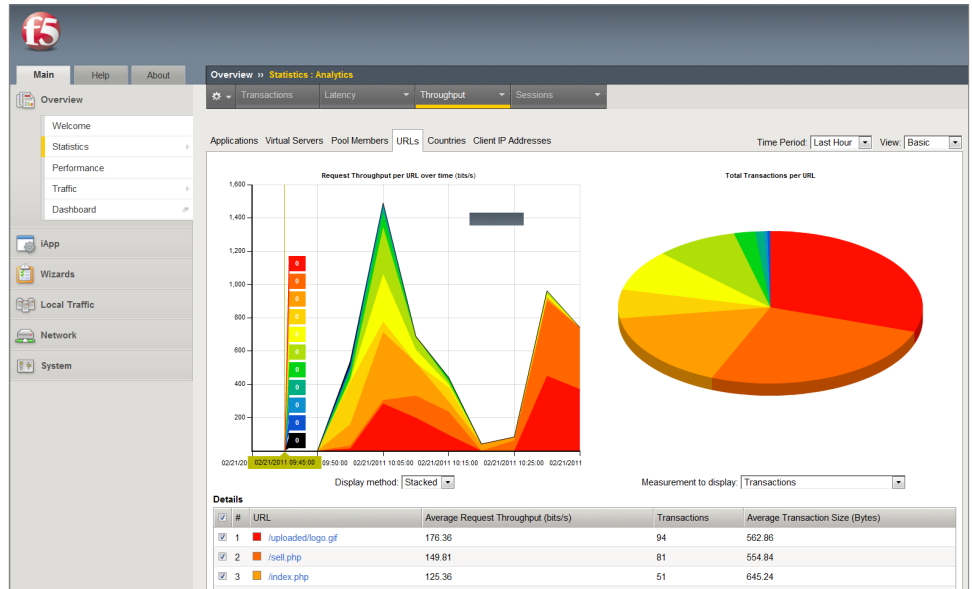 f5
Main Help About
Overview ›› Statistics : Analytics
Transactions Latency Throughput Sessions
Overview
Welcome
Statistics
Performance
Traffic
Dashboard
iApp
Wizards
Local Traffic
Network
System
Applications Virtual Servers Pool Members URLs Countries Client IP Addresses
Time Period: Last Hour View: Basic
Request Throughput per URL over time (bits/s)
1,600
1,400
1,200
1,000
800
600
400
200
0
0
0
0
0
0
0
0
0
0
0
02/21/20 02/21/2011 09:45:00 09:50:00 02/21/2011 10:05:00 02/21/2011 10:15:00 02/21/2011 10:25:00 02/21/2011
Display method: Stacked
Total Transactions per URL
Measurement to display: Transactions
Details
# URL Average Request Throughput (bits/s) Transactions Average Transaction Size (Bytes)
1 /uploaded/logo.gif 176.36 94 562.86
2 /sell.php 149.81 81 554.84
3 /index.php 125.36 51 645.24